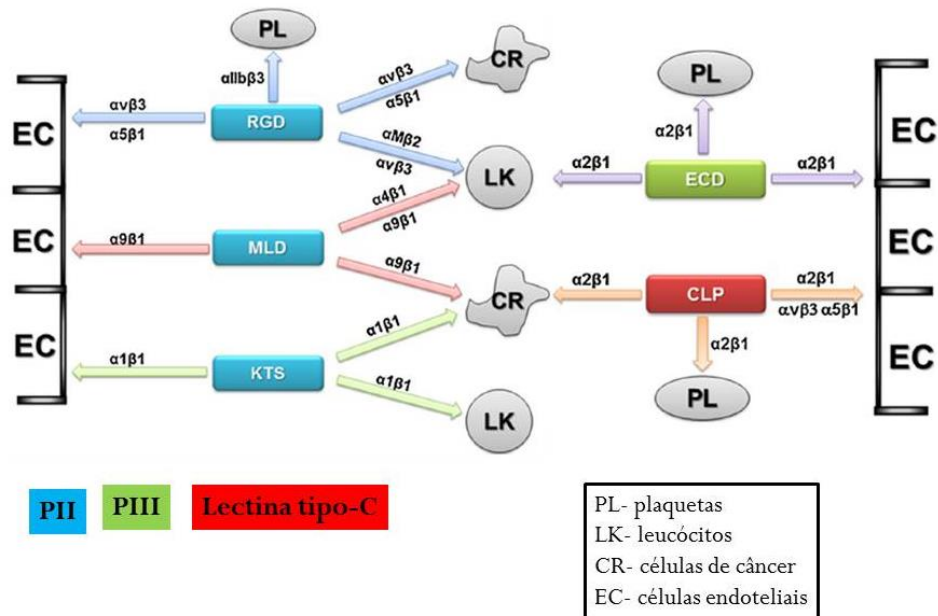 PL
αIIbβ3
αvβ3
α5β1
CR
EC
αvβ3
α5β1
RGD
αMβ2
αvβ3
LK
PL
α2β1
α2β1
ECD
α2β1
EC
α4β1
α9β1
EC
α9β1
MLD
α9β1
CR
α2β1
CLP
α2β1
αvβ3 α5β1
EC
α2β1
PL
EC
α1β1
KTS
α1β1
α1β1
LK
EC
PII
PIII
Lectina tipo-C
PL- plaquetas
LK- leucócitos
CR- células de câncer
EC- células endoteliais